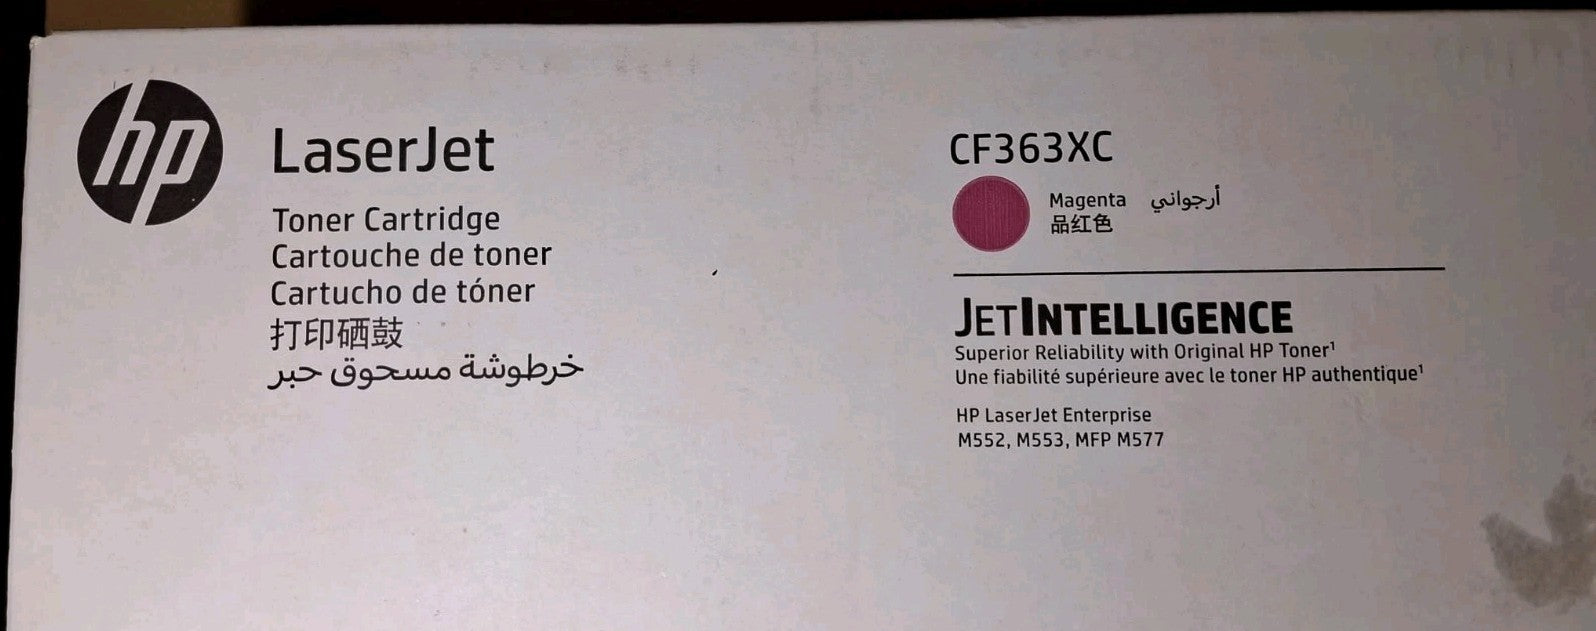 hp
LaserJet
Toner Cartridge
Cartouche de toner
Cartucho de tóner
打印硒鼓
خرطوشة مسحوق حبر
CF363XC
Magenta أرجواني
品红色
JETINTELLIGENCE
Superior Reliability with Original HP Toner¹
Une fiabilité supérieure avec le toner HP authentique¹
HP LaserJet Enterprise
M552, M553, MFP M577